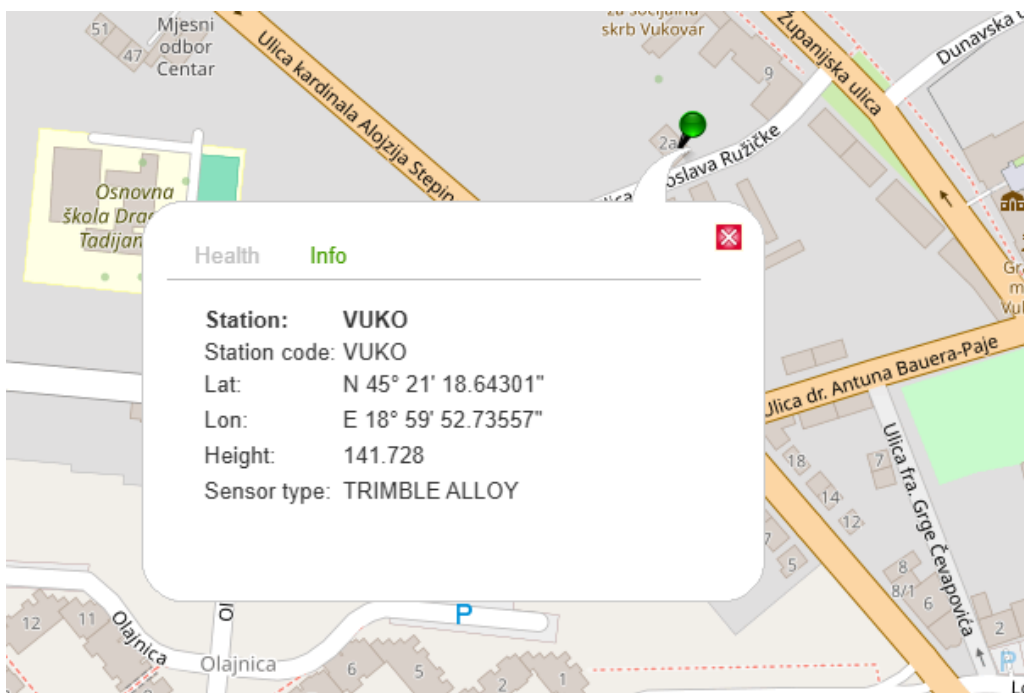 51
47
Mjesni
odbor
Centar
Ulica kardinala Alojzija Stepin
skrb Vukovar
Županijska ulica
Dunavska
9
2a
oslava Ružičke
Osnovna
škola Dra
Tadijan
Health
Info
Station: VUKO
Station code: VUKO
Lat: N 45° 21' 18.64301"
Lon: E 18° 59' 52.73557"
Height: 141.728
Sensor type: TRIMBLE ALLOY
Ulica dr. Antuna Bauera-Paje
Ulica fra. Grge Čevapovića
18
7
14
12
7
5
8
8/1
6
2
P
12
11
Olajnica
Ol
P
Olajnica
6
5
2
1